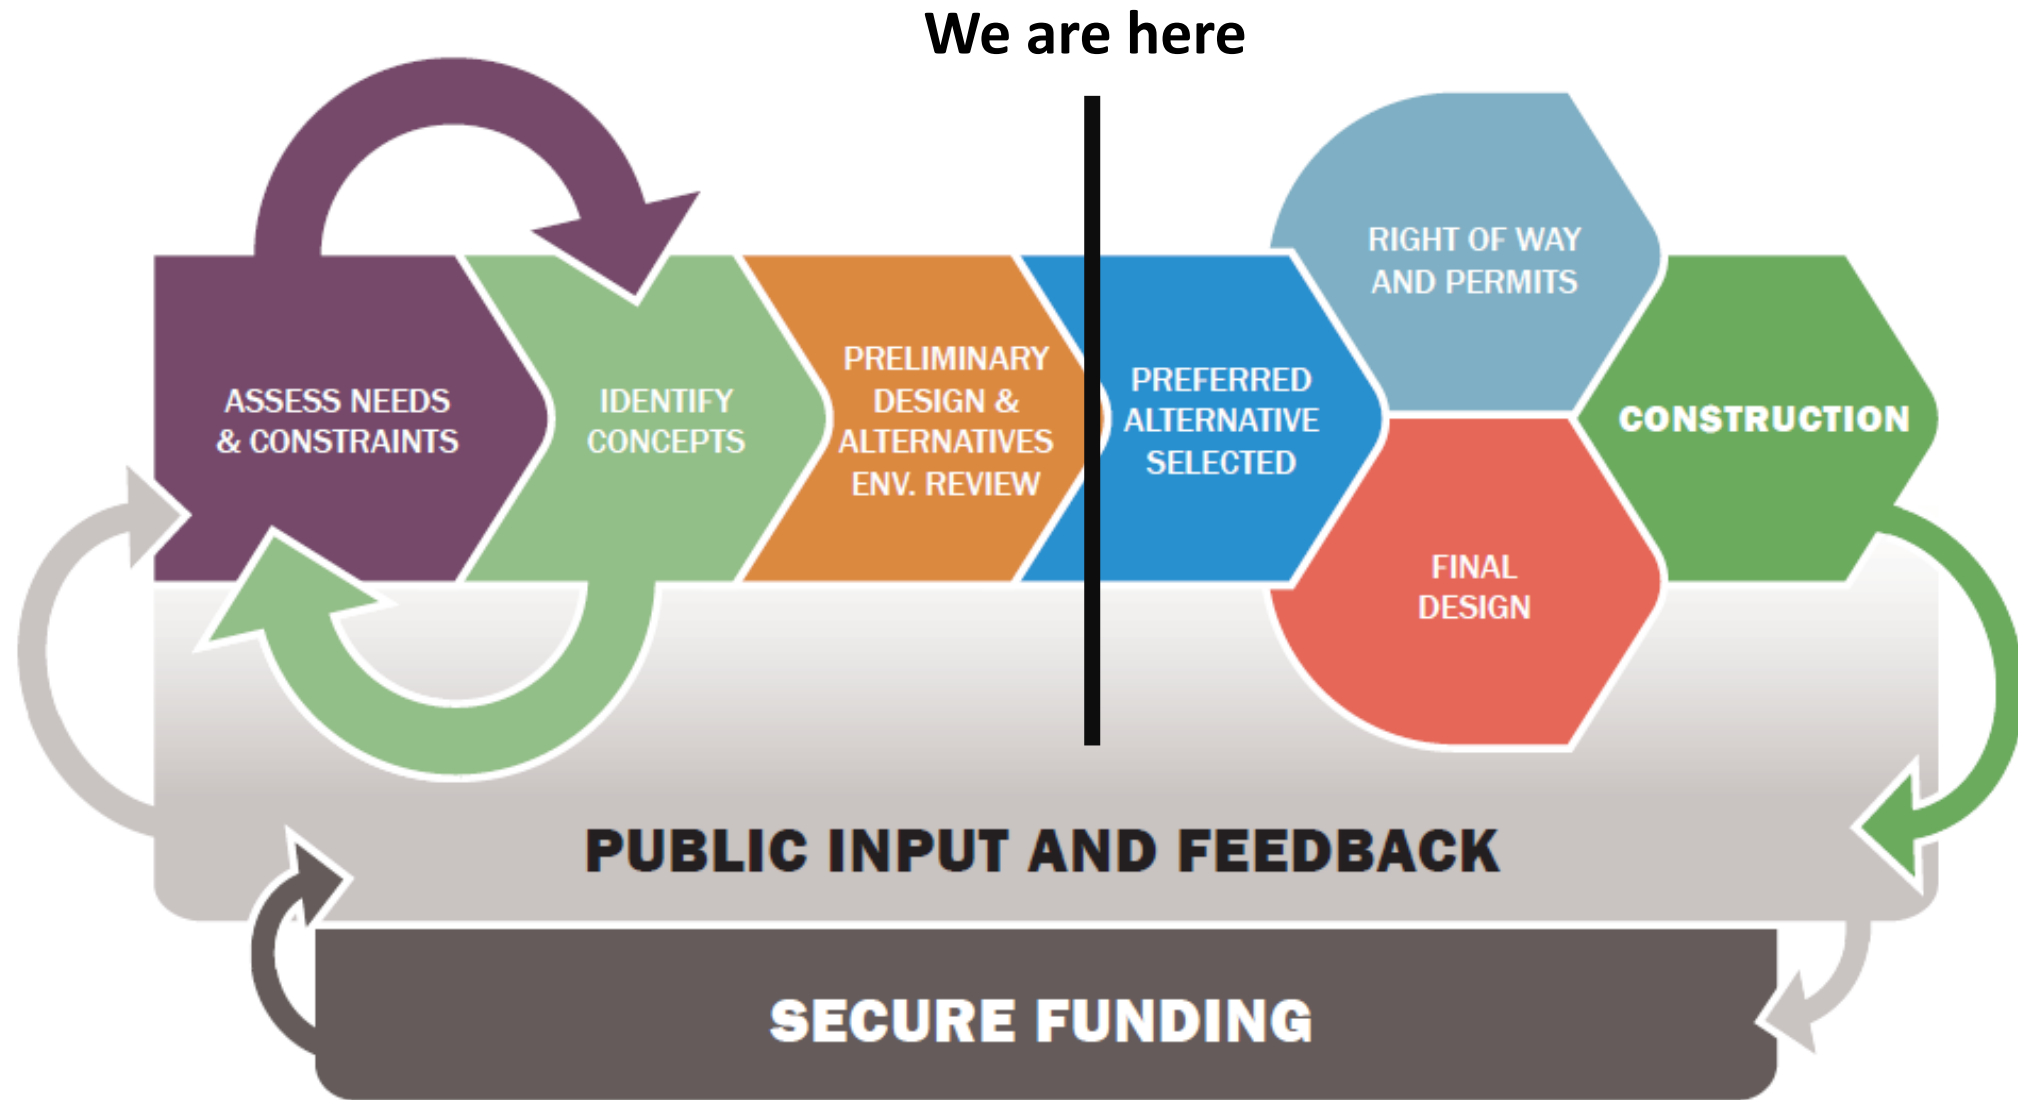 We are here
ASSESS NEEDS
& CONSTRAINTS
IDENTIFY
CONCEPTS
PRELIMINARY
DESIGN &
ALTERNATIVES
ENV. REVIEW
PREFERRED
ALTERNATIVE
SELECTED
RIGHT OF WAY
AND PERMITS
FINAL
DESIGN
CONSTRUCTION
PUBLIC INPUT AND FEEDBACK
SECURE FUNDING